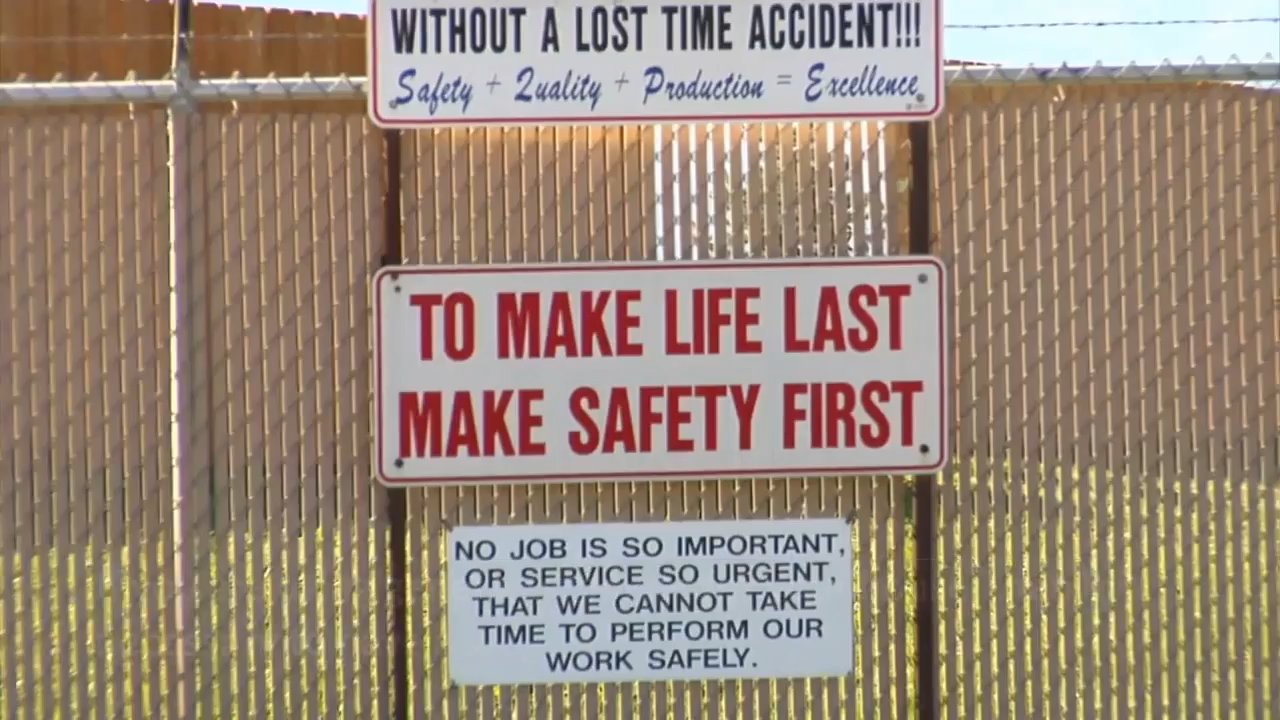 WITHOUT A LOST TIME ACCIDENT!!!
Safety + Quality + Production = Excellence
TO MAKE LIFE LAST
MAKE SAFETY FIRST
NO JOB IS SO IMPORTANT,
OR SERVICE SO URGENT,
THAT WE CANNOT TAKE
TIME TO PERFORM OUR
WORK SAFELY.